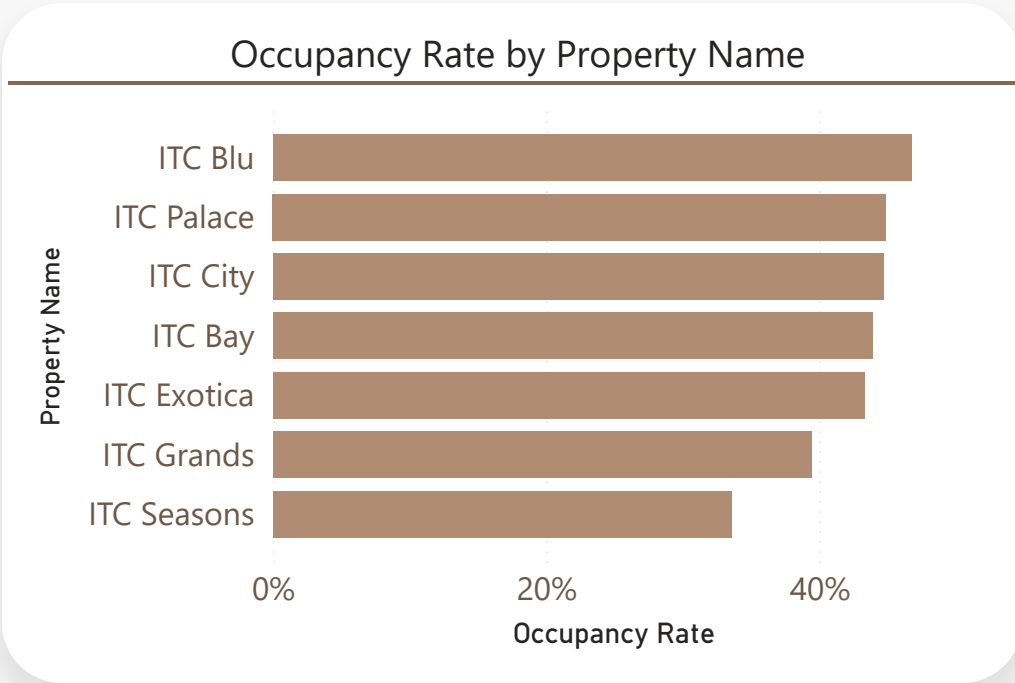 Occupancy Rate by Property Name
Property Name
ITC Blu
ITC Palace
ITC City
ITC Bay
ITC Exotica
ITC Grands
ITC Seasons
0% 20% 40%
Occupancy Rate